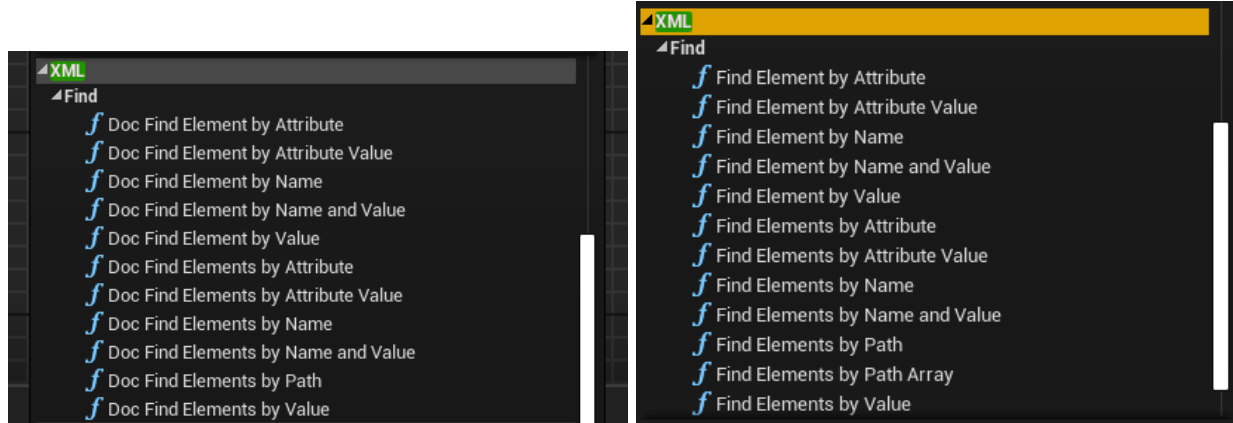 XML
Find
Doc Find Element by Attribute
Doc Find Element by Attribute Value
Doc Find Element by Name
Doc Find Element by Name and Value
Doc Find Element by Value
Doc Find Elements by Attribute
Doc Find Elements by Attribute Value
Doc Find Elements by Name
Doc Find Elements by Name and Value
Doc Find Elements by Path
Doc Find Elements by Value
XML
Find
Find Element by Attribute
Find Element by Attribute Value
Find Element by Name
Find Element by Name and Value
Find Element by Value
Find Elements by Attribute
Find Elements by Attribute Value
Find Elements by Name
Find Elements by Name and Value
Find Elements by Path
Find Elements by Path Array
Find Elements by Value